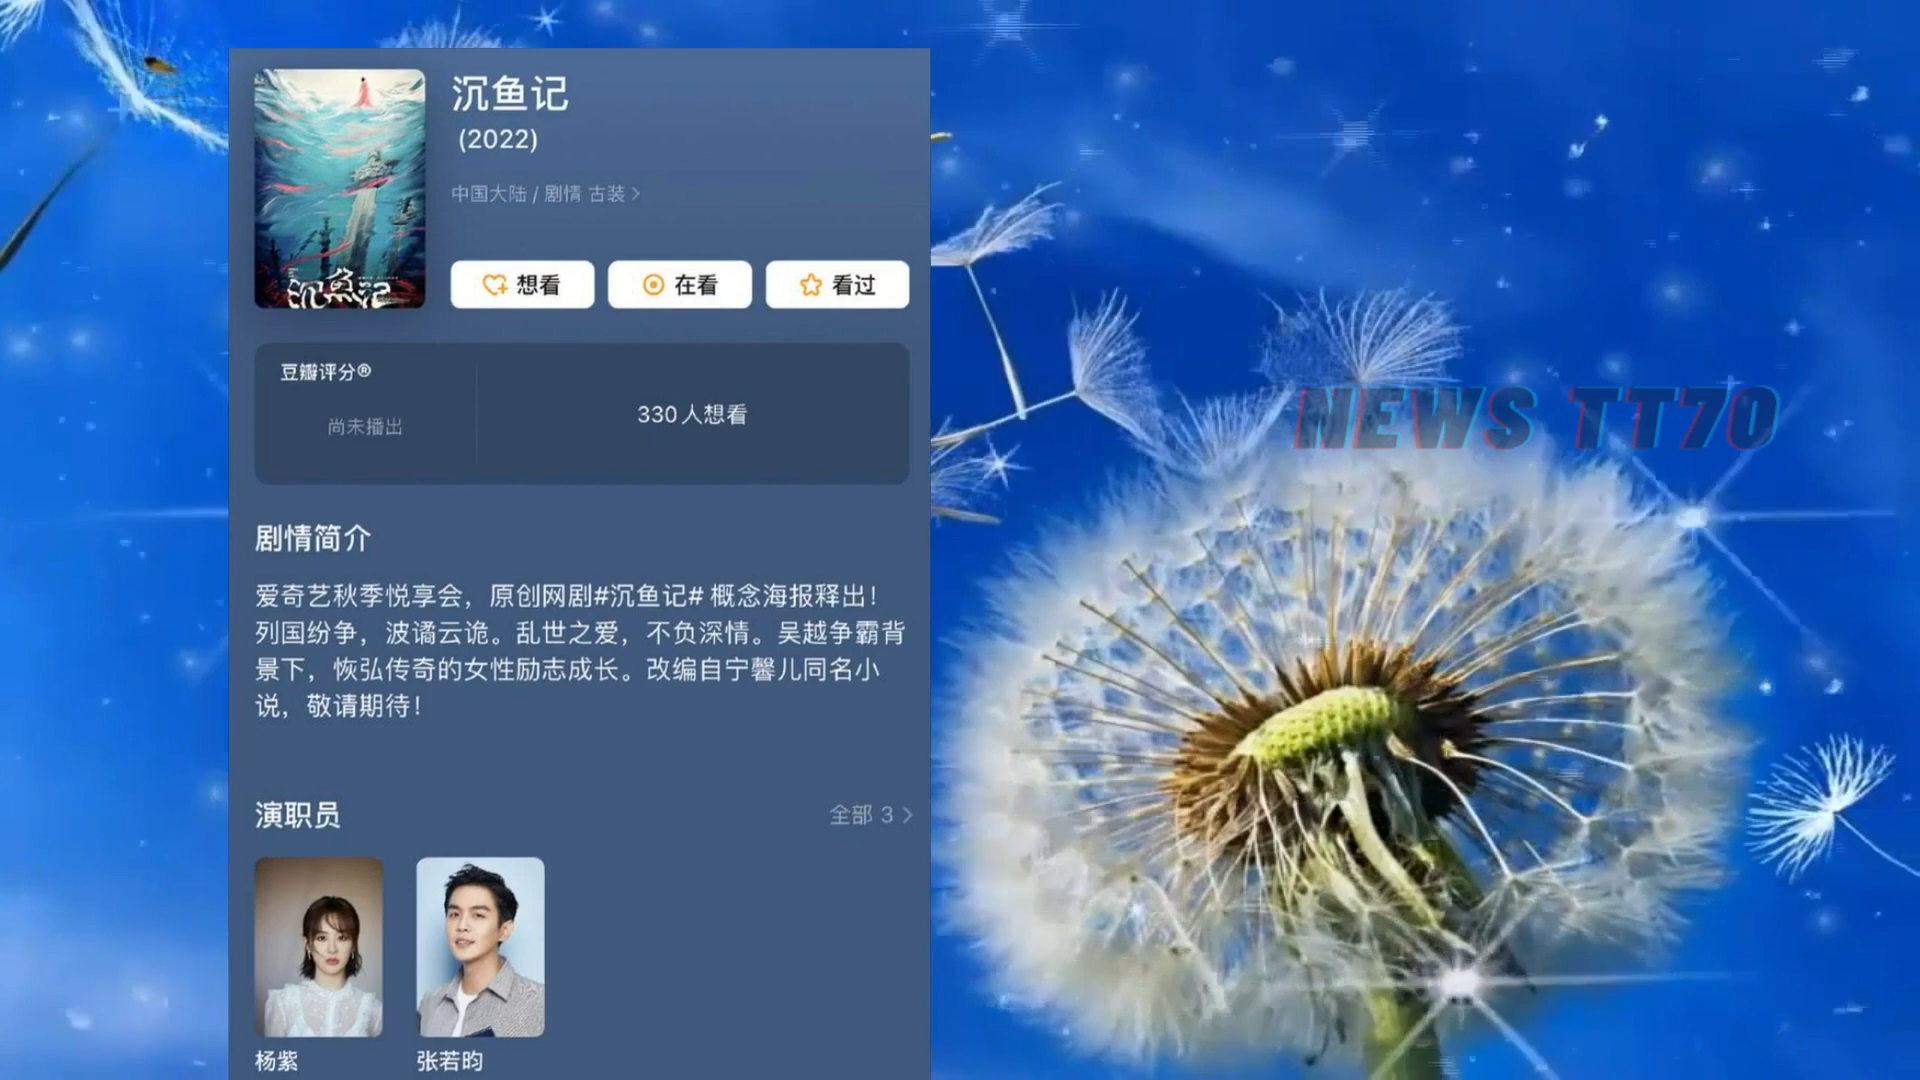 沉鱼记
(2022)
中国大陆 / 剧情 古装 >
沉鱼记
想看
在看
看过
豆瓣评分®
尚未播出
330人想看
剧情简介
爱奇艺秋季悦享会，原创网剧#沉鱼记# 概念海报释出！
列国纷争，波谲云诡。乱世之爱，不负深情。吴越争霸背
景下，恢弘传奇的女性励志成长。改编自宁馨儿同名小
说，敬请期待！
演职员
全部 3 >
杨紫
张若昀
NEWS TT70